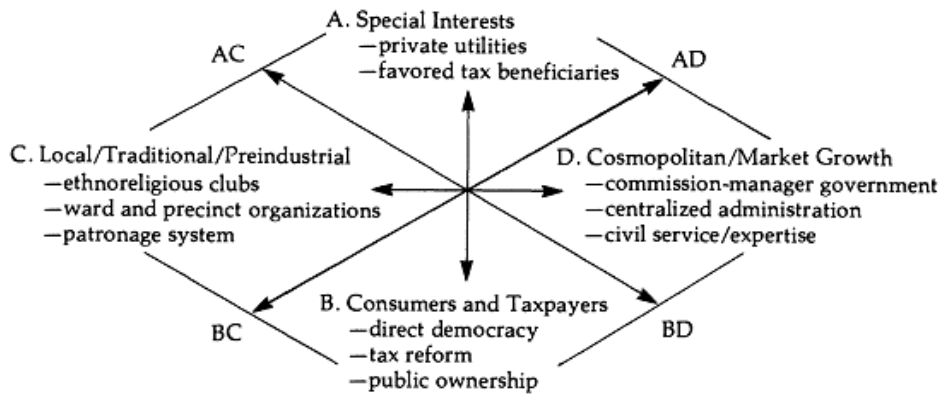 A. Special Interests
—private utilities
—favored tax beneficiaries
AC
AD
C. Local/Traditional/Preindustrial
—ethnoreligious clubs
—ward and precinct organizations
—patronage system
D. Cosmopolitan/Market Growth
—commission-manager government
—centralized administration
—civil service/expertise
B. Consumers and Taxpayers
—direct democracy
—tax reform
—public ownership
BC
BD